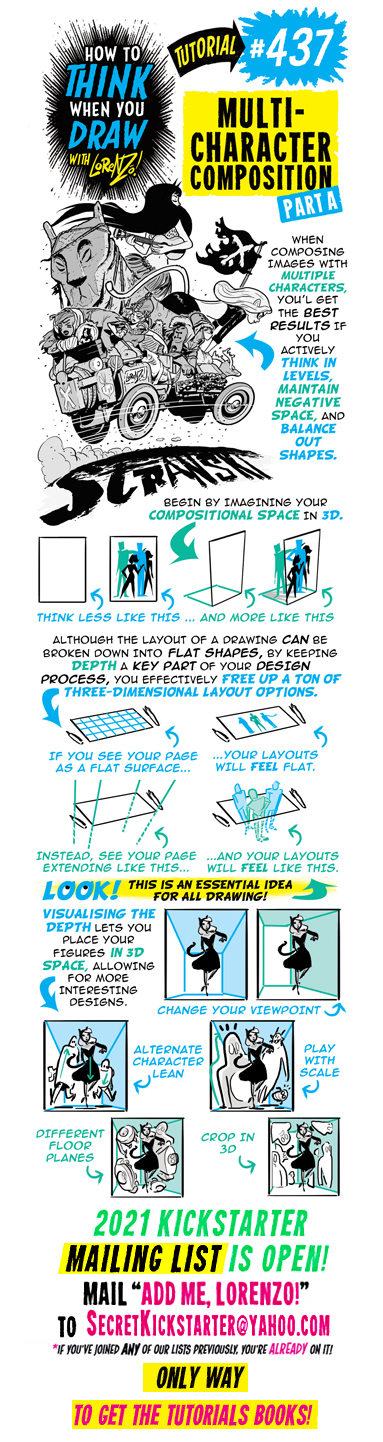 HOW TO
THINK
WHEN YOU
DRAW
WITH LORENZO!
TUTORIAL
#437
MULTI-
CHARACTER
COMPOSITION
PART A
WHEN
COMPOSING
IMAGES WITH
MULTIPLE
CHARACTERS,
YOU'L GET
THE BEST
RESULTS IF
YOU
ACTIVELY
THINK IN
LEVELS,
MAINTAIN
NEGATIVE
SPACE, AND
BALANCE
OUT
SHAPES.
BEGIN BY IMAGINING YOUR
COMPOSITIONAL SPACE IN 3D.
THINK LESS LIKE THIS ... AND MORE LIKE THIS
ALTHOUGH THE LAYOUT OF A DRAWING CAN BE
BROKEN DOWN INTO FLAT SHAPES, BY KEEPING
DEPTH A KEY PART OF YOUR DESIGN
PROCESS, YOU EFFECTIVELY FREE UP A TON OF
THREE-DIMENSIONAL LAYOUT OPTIONS.
IF YOU SEE YOUR PAGE
AS A FLAT SURFACE...
...YOUR LAYOUTS
WILL FEEL FLAT.
INSTEAD, SEE YOUR PAGE
EXTENDING LIKE THIS...
...AND YOUR LAYOUTS
WILL FEEL LIKE THIS.
LOOK!
THIS IS AN ESSENTIAL IDEA
FOR ALL DRAWING!
VISUALISING THE
DEPTH LETS YOU
PLACE YOUR
FIGURES IN 3D
SPACE, ALLOWING
FOR MORE
INTERESTING
DESIGNS.
CHANGE YOUR VIEWPOINT
ALTERNATE
CHARACTER
LEAN
PLAY
WITH
SCALE
DIFFERENT
FLOOR
PLANES
CROP IN
3D
2021 KICKSTARTER
MAILING LIST IS OPEN!
MAIL "ADD ME, LORENZO!"
TO SECRETKICKSTARTER@YAHOO.COM
*IF YOU'VE JOINED ANY OF OUR LISTS PREVIOUSLY, YOU'RE ALREADY ON IT!
ONLY WAY
TO GET THE TUTORIALS BOOKS!